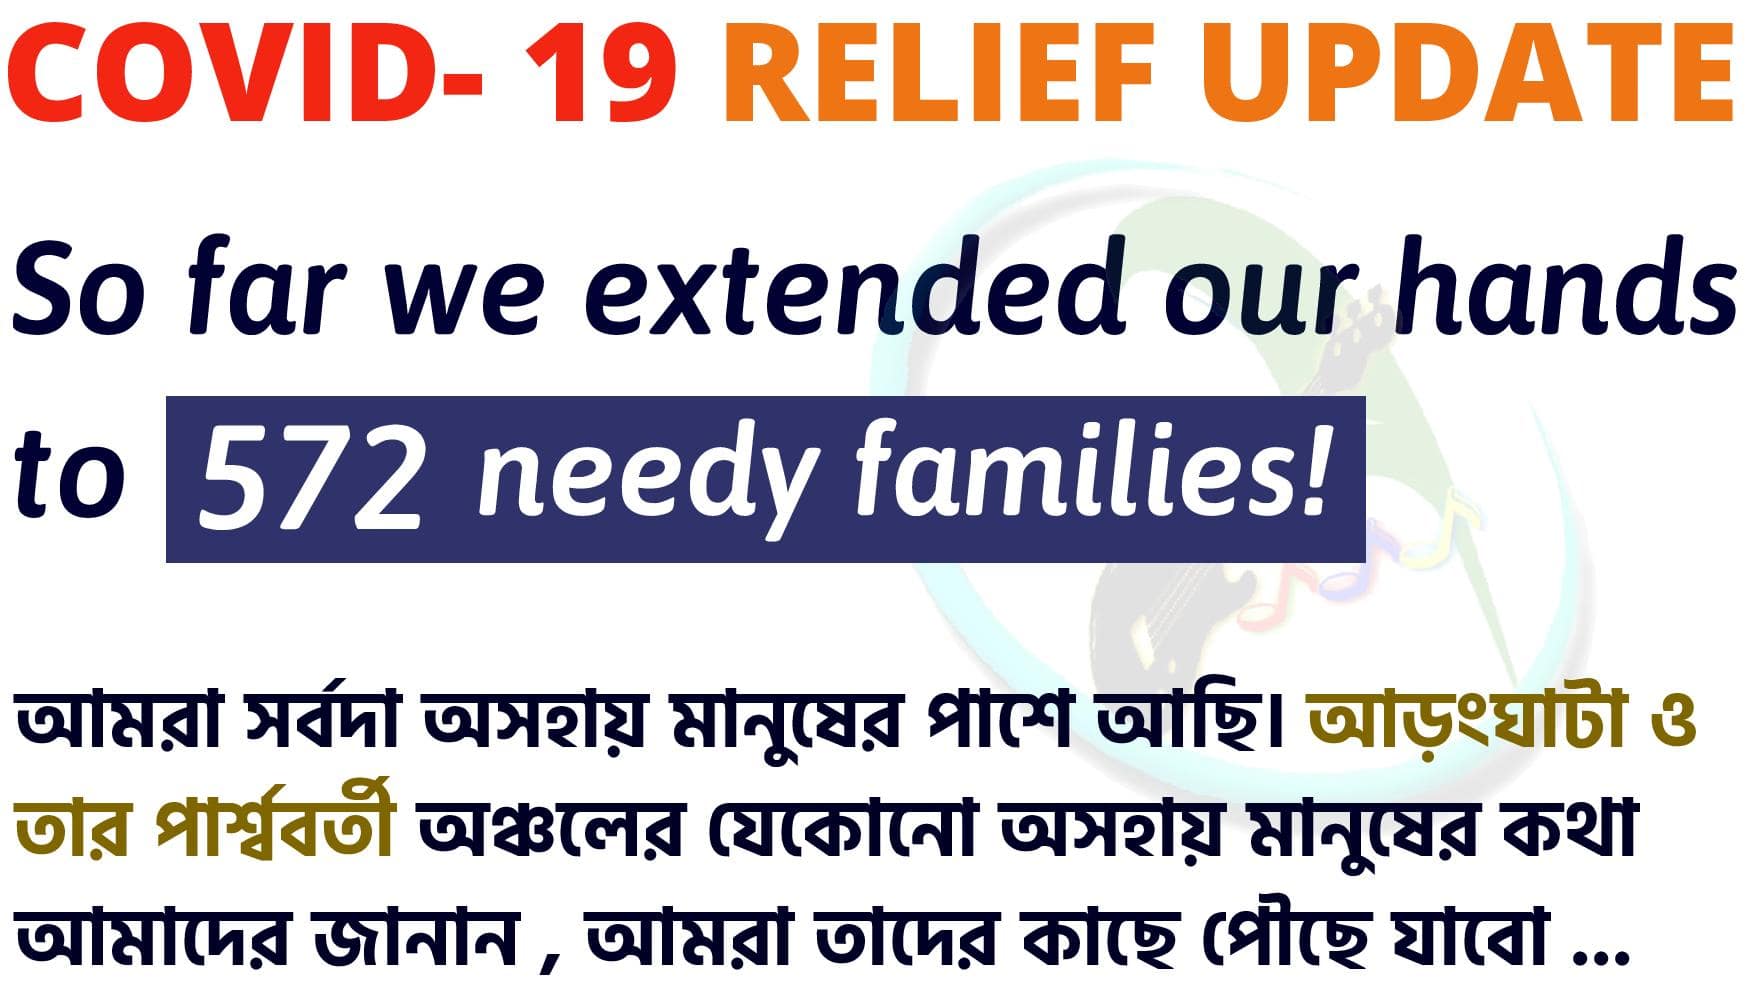 COVID- 19 RELIEF UPDATE
So far we extended our hands
to 572 needy families!
আমরা সর্বদা অসহায় মানুষের পাশে আছি। আড়ংঘাটা ও
তার পার্শ্ববর্তী অঞ্চলের যেকোনো অসহায় মানুষের কথা
আমাদের জানান , আমরা তাদের কাছে পৌছে যাবো ...